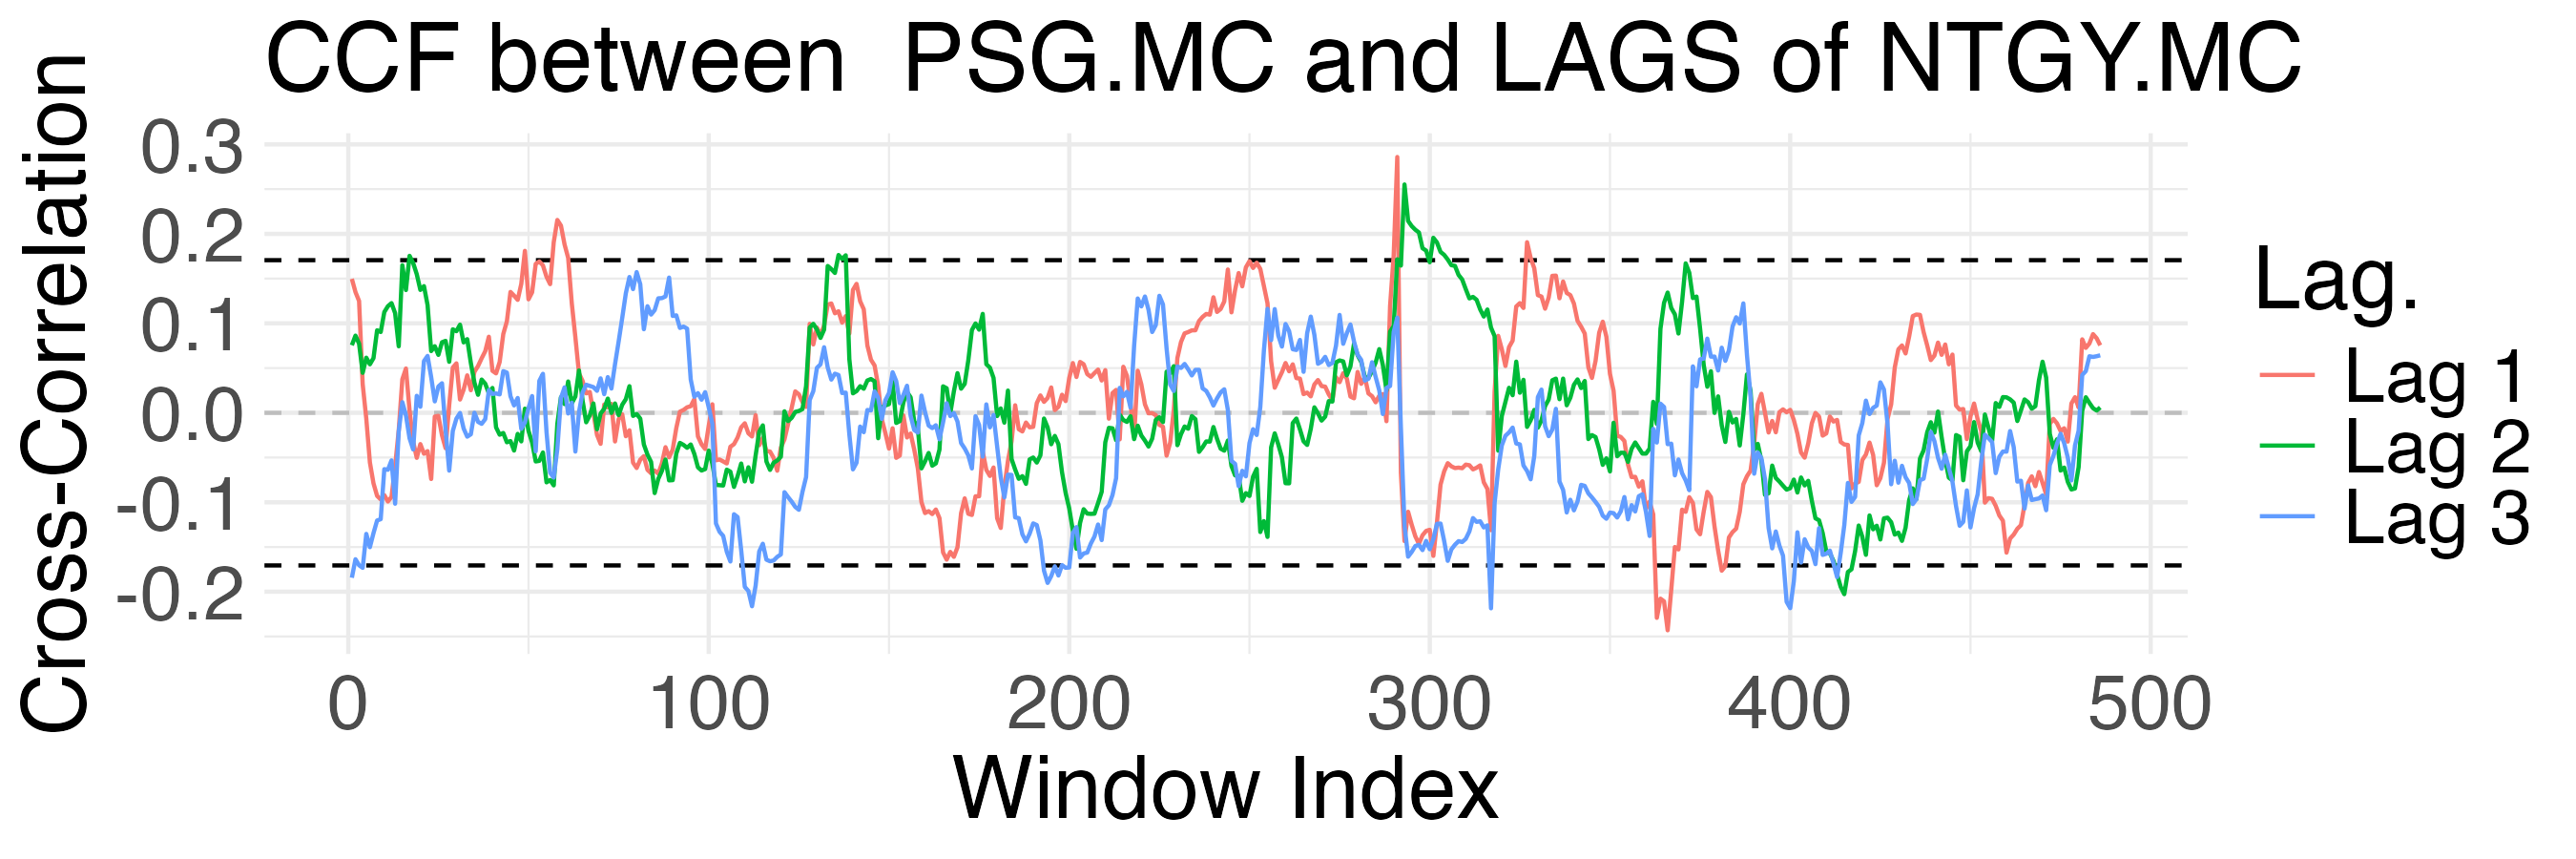 CCF between  PSG.MC and LAGS of NTGY.MC
Cross-Correlation
0.3
0.2
0.1
0.0
-0.1
-0.2
0 100 200 300 400 500
Window Index
Lag.
Lag 1
Lag 2
Lag 3